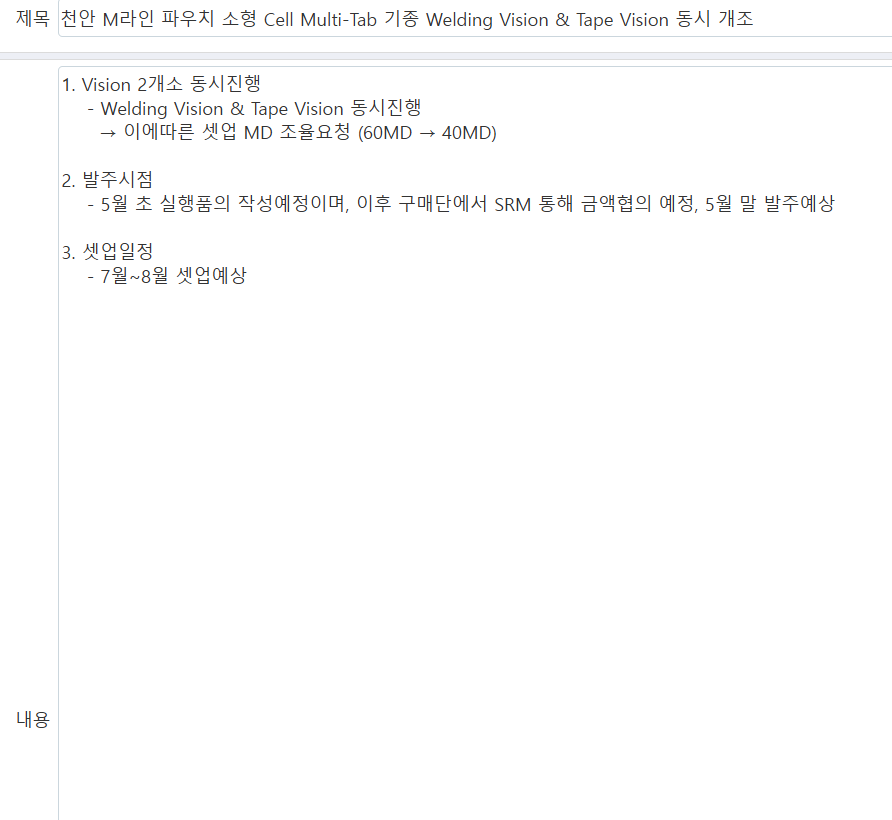 제목 천안 M라인 파우치 소형 Cell Multi-Tab 기종 Welding Vision & Tape Vision 동시 개조
1. Vision 2개소 동시진행
- Welding Vision & Tape Vision 동시진행
→ 이에따른 셋업 MD 조율요청 (60MD → 40MD)
2. 발주시점
- 5월 초 실행품의 작성예정이며, 이후 구매단에서 SRM 통해 금액협의 예정, 5월 말 발주예상
3. 셋업일정
- 7월~8월 셋업예상
내용